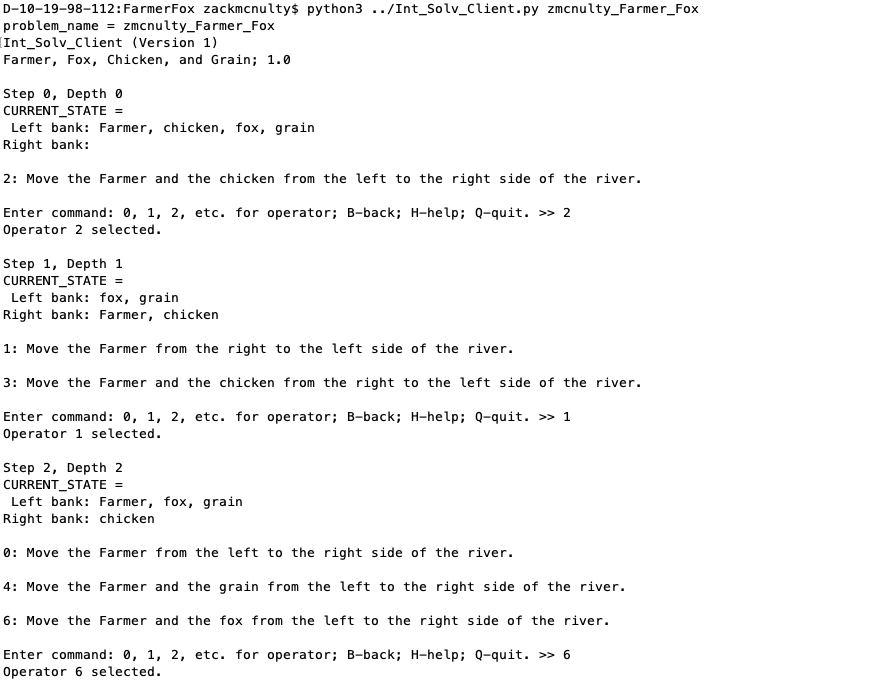 D-10-19-98-112:FarmerFox zackmcnulty$ python3 ../Int_Solv_Client.py zmcnulty_Farmer_Fox
problem_name = zmcnulty_Farmer_Fox
Int_Solv_Client (Version 1)
Farmer, Fox, Chicken, and Grain; 1.0
Step 0, Depth 0
CURRENT_STATE =
Left bank: Farmer, chicken, fox, grain
Right bank:
2: Move the Farmer and the chicken from the left to the right side of the river.
Enter command: 0, 1, 2, etc. for operator; B-back; H-help; Q-quit. >> 2
Operator 2 selected.
Step 1, Depth 1
CURRENT_STATE =
Left bank: fox, grain
Right bank: Farmer, chicken
1: Move the Farmer from the right to the left side of the river.
3: Move the Farmer and the chicken from the right to the left side of the river.
Enter command: 0, 1, 2, etc. for operator; B-back; H-help; Q-quit. >> 1
Operator 1 selected.
Step 2, Depth 2
CURRENT_STATE =
Left bank: Farmer, fox, grain
Right bank: chicken
0: Move the Farmer from the left to the right side of the river.
4: Move the Farmer and the grain from the left to the right side of the river.
6: Move the Farmer and the fox from the left to the right side of the river.
Enter command: 0, 1, 2, etc. for operator; B-back; H-help; Q-quit. >> 6
Operator 6 selected.